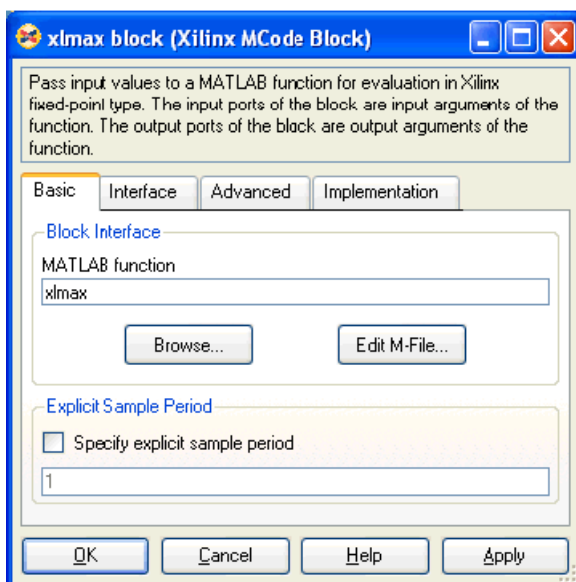 xlmax block (Xilinx MCode Block)
Pass input values to a MATLAB function for evaluation in Xilinx
fixed-point type. The input ports of the block are input arguments of the
function. The output ports of the block are output arguments of the
function.
Basic Interface Advanced Implementation
Block Interface
MATLAB function
xlmax
Browse... Edit M-File...
Explicit Sample Period
Specify explicit sample period
1
OK Cancel Help Apply